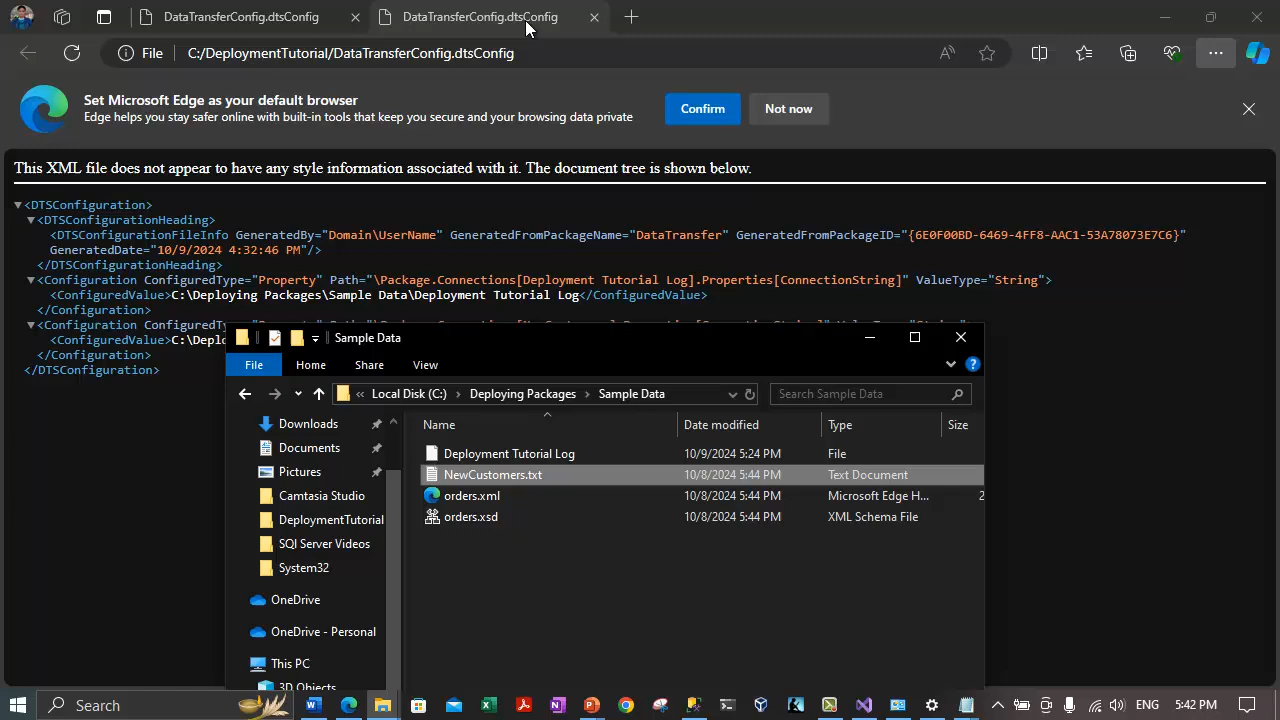 DataTransferConfig.dtsConfig
DataTransferConfig.dtsConfig
File
C:/DeploymentTutorial/DataTransferConfig.dtsConfig
Set Microsoft Edge as your default browser
Edge helps you stay safer online with built-in tools that keep you secure and your browsing data private
Confirm
Not now
This XML file does not appear to have any style information associated with it. The document tree is shown below.
<DTSConfiguration>
<DTSConfigurationHeading>
<DTSConfigurationFileInfo GeneratedBy="Domain\UserName" GeneratedFromPackageName="DataTransfer" GeneratedFromPackageID="{6E0F00BD-6469-4FF8-AAC1-53A78073E7C6}"
GeneratedDate="10/9/2024 4:32:46 PM"/>
</DTSConfigurationHeading>
<Configuration ConfiguredType="Property" Path="\Package.Connections[Deployment Tutorial Log].Properties[ConnectionString]" ValueType="String">
<ConfiguredValue>C:\Deploying Packages\Sample Data\Deployment Tutorial Log</ConfiguredValue>
</Configuration>
<Configuration ConfiguredTy
<ConfiguredValue>C:\Deplo
</Configuration>
</DTSConfiguration>
Sample Data
File
Home
Share
View
Local Disk (C:) > Deploying Packages > Sample Data
Search Sample Data
Downloads
Documents
Pictures
Camtasia Studio
DeploymentTutorial
SQl Server Videos
System32
OneDrive
OneDrive - Personal
This PC
3D Objects
Name
Date modified
Type
Size
Deployment Tutorial Log
10/9/2024 5:24 PM
File
NewCustomers.txt
10/8/2024 5:44 PM
Text Document
orders.xml
10/8/2024 5:44 PM
Microsoft Edge H...
2
orders.xsd
10/8/2024 5:44 PM
XML Schema File
Search
ENG
5:42 PM